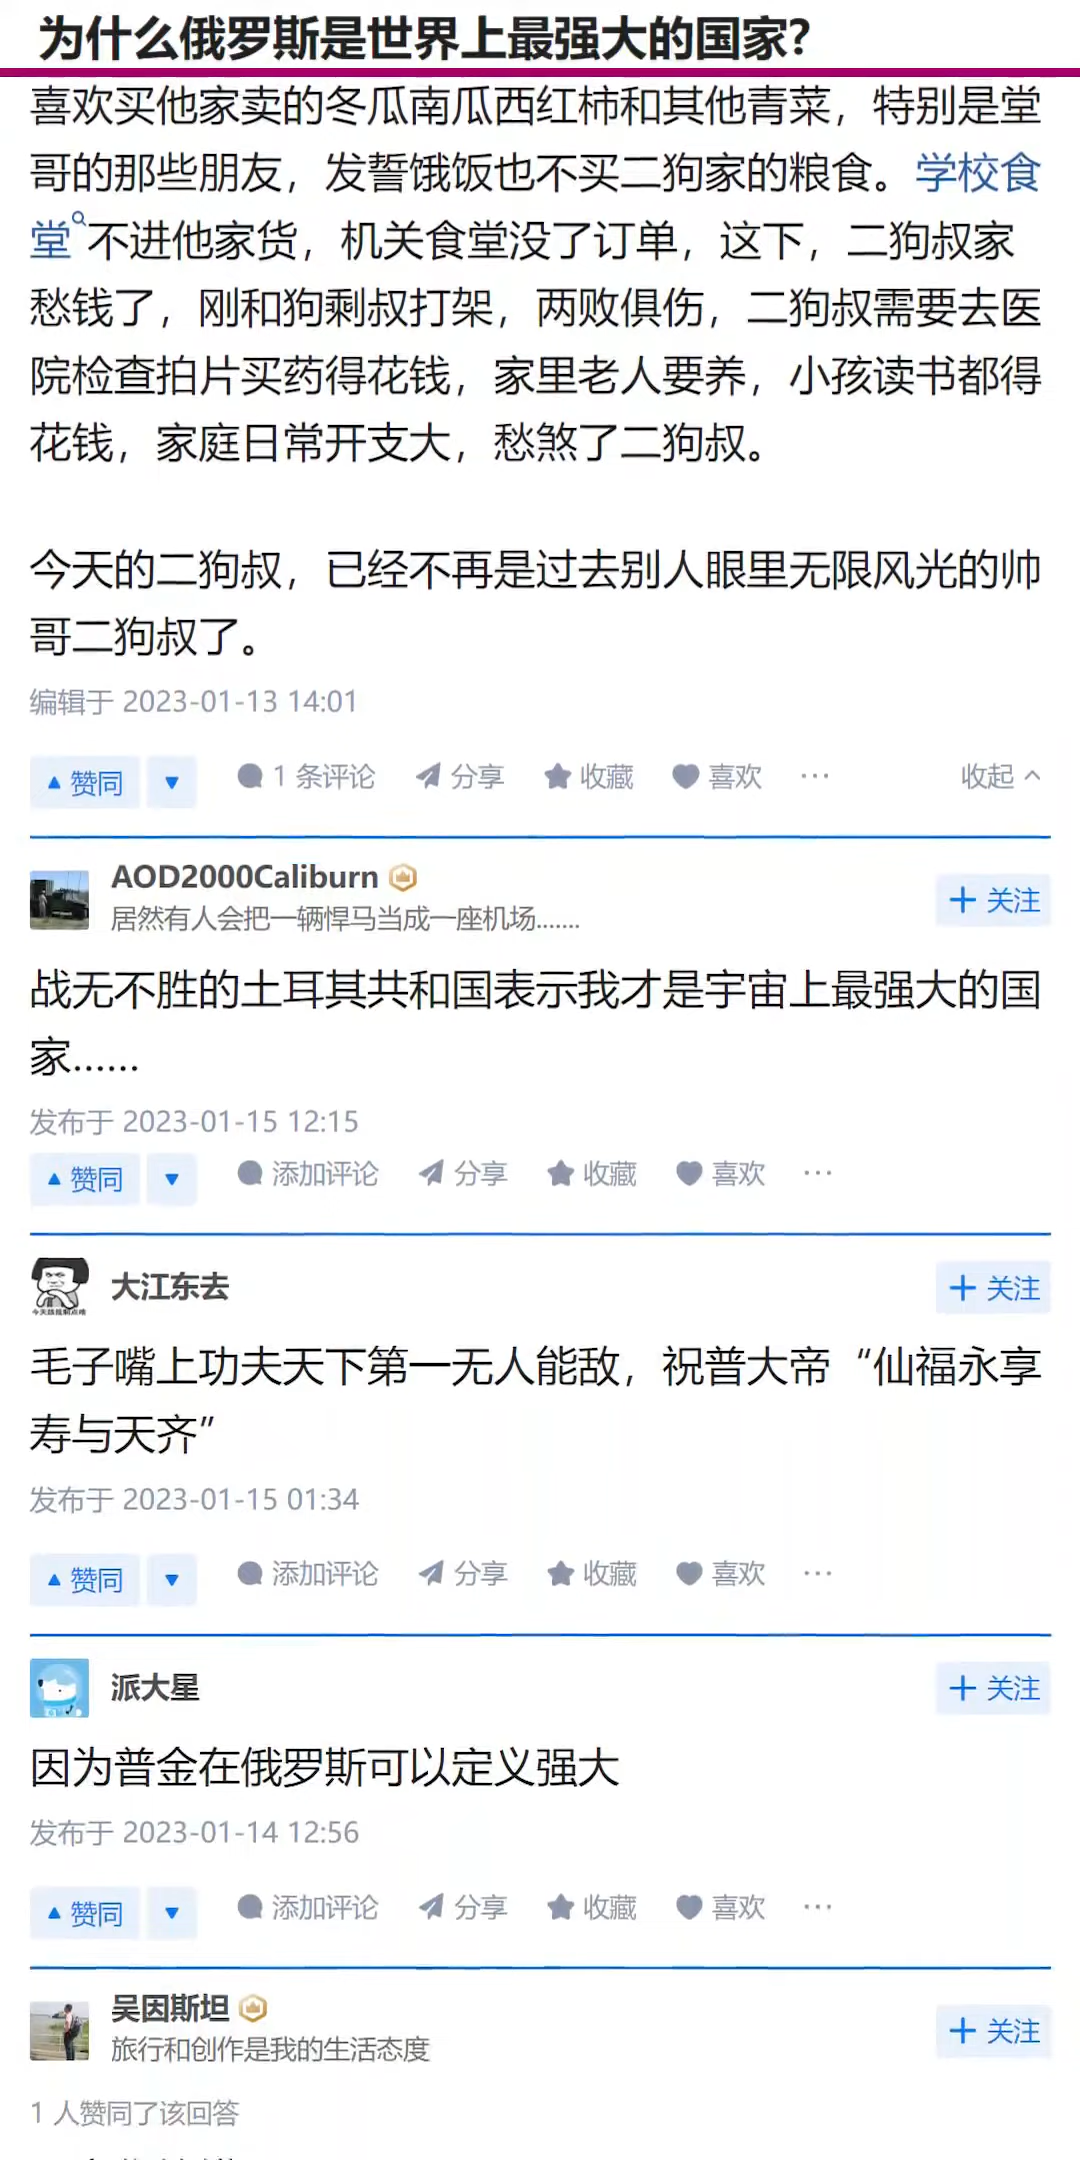 为什么俄罗斯是世界上最强大的国家?
喜欢买他家卖的冬瓜南瓜西红柿和其他青菜，特别是堂
哥的那些朋友，发誓饿饭也不买二狗家的粮食。学校食
堂不进他家货，机关食堂没了订单，这下，二狗叔家
愁钱了，刚和狗剩叔打架，两败俱伤，二狗叔需要去医
院检查拍片买药得花钱，家里老人要养，小孩读书都得
花钱，家庭日常开支大，愁煞了二狗叔。
今天的二狗叔，已经不再是过去别人眼里无限风光的帅
哥二狗叔了。
编辑于 2023-01-13 14:01
▲ 赞同 ▼ 1 条评论 分享 收藏 喜欢 ··· 收起
AOD2000Caliburn
居然有人会把一辆悍马当成一座机场.......
+ 关注
战无不胜的土耳其共和国表示我才是宇宙上最强大的国
家......
发布于 2023-01-15 12:15
▲ 赞同 ▼ 添加评论 分享 收藏 喜欢 ···
大江东去
+ 关注
毛子嘴上功夫天下第一无人能敌，祝普大帝“仙福永享
寿与天齐”
发布于 2023-01-15 01:34
▲ 赞同 ▼ 添加评论 分享 收藏 喜欢 ···
派大星
+ 关注
因为普金在俄罗斯可以定义强大
发布于 2023-01-14 12:56
▲ 赞同 ▼ 添加评论 分享 收藏 喜欢 ···
吴因斯坦
旅行和创作是我的生活态度
+ 关注
1 人赞同了该回答